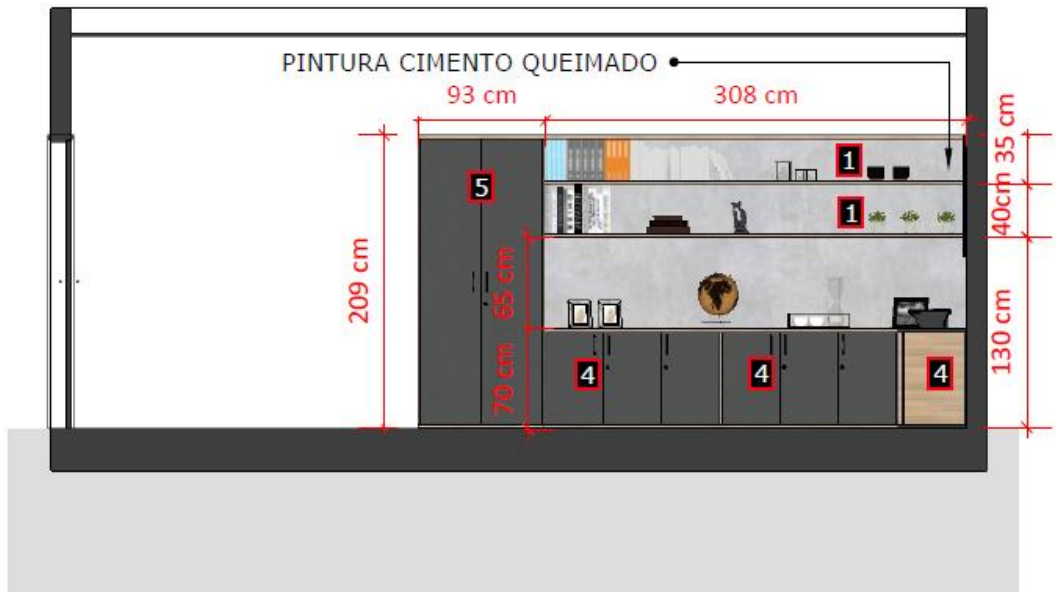 PINTURA CIMENTO QUEIMADO
93 cm
308 cm
35 cm
40cm
130 cm
209 cm
65 cm
70 cm
1
5
1
4
4
4